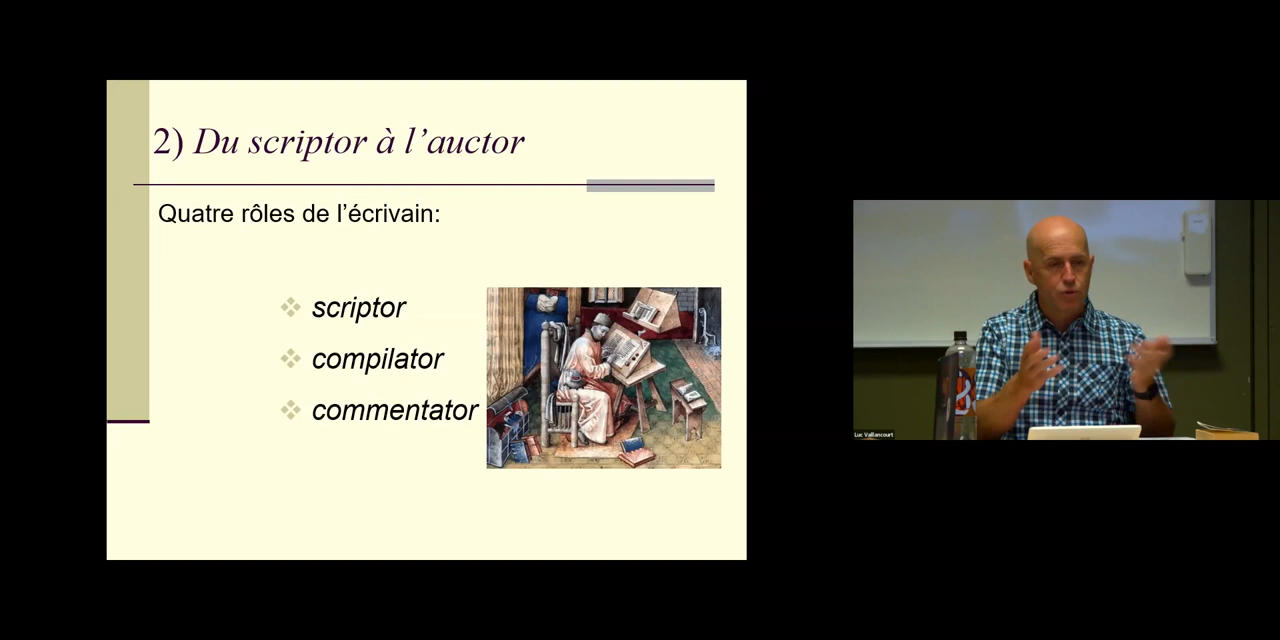 2) Du scriptor à l’auctor
Quatre rôles de l’écrivain:
scriptor
compilator
commentator
Luc Vaillancourt